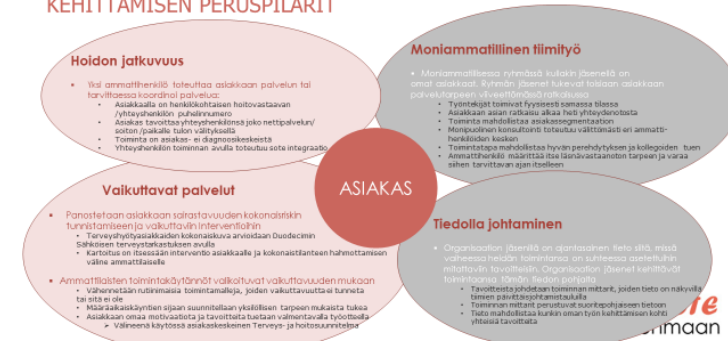 KEHITTÄMISEN PERUSPILARIT
Hoidon jatkuvuus
Yksi ammattihenkilö toteuttaa asiakkaan palvelun tai
tarvittaessa koordinoi palvelua:
Asiakkaalla on henkilökohtaisen hoitovastaavan
/yhteyshenkilön puhelinnumero
Asiakas tavoittaa yhteyshenkilönsä joko nettipalvelun/
soiton /paikalle tulon välityksellä
Toiminta on asiakas- ei diagnoosikeskeistä
Yhteyshenkilön toiminnan avulla toteutuu sote integraatio
Moniammatillinen tiimityö
Moniammatillisessa ryhmässä kullakin jäsenellä on
omat asiakkaat. Ryhmän jäsenet tukevat toisiaan asiakkaan
palvelutarpeen viiveettömässä ratkaisussa
Työntekijät toimivat fyysisesti samassa tilassa
Asiakkaan asian ratkaisu alkaa heti yhteydenotosta
Toiminta mahdollistaa asiakassegmentaation
Monipuolinen konsultointi toteutuu välittömästi eri ammatti-
henkilöiden kesken
Toimintatapa mahdollistaa hyvän perehdytyksen ja kollegoiden tuen
Ammattihenkilö määrittää itse läsnävastaanoton tarpeen ja varaa
siihen tarvittavan ajan itselleen
ASIAKAS
Vaikuttavat palvelut
Panostetaan asiakkaan sairastavuuden kokonaisriskin
tunnistamiseen ja vaikuttaviin interventioihin
Terveyshyötyasiakkaiden kokonaiskuva arvioidaan Duodecimin
Sähköisen terveystarkastuksen avulla
Kartoitus on itsessään interventio asiakkaalle ja kokonaistilanteen hahmottamisen
väline ammattilaiselle
Ammattilaisten toimintakäytännöt valikoituvat vaikuttavuuden mukaan
Vähennetään rutiinimaisia toimintamalleja, joiden vaikuttavuutta ei tunneta
tai sitä ei ole
Määräaikaiskäyntien sijaan suunnitellaan yksilöllisen tarpeen mukaista tukea
Asiakkaan omaa motivaatiota ja tavoitteita tuetaan valmentavalla työotteella
Välineenä käytössä asiakaskeskeinen Terveys- ja hoitosuunnitelma
Tiedolla johtaminen
Organisaation jäsenillä on ajantasainen tieto siitä, missä
vaiheessa heidän toimintansa on suhteessa asetettuihin
mitattaviin tavoitteisiin. Organisaation jäsenet kehittävät
toimintaansa tämän tiedon pohjalta
Tavoitteista johdetaan toiminnan mittarit, joiden tieto on näkyvillä
tiimien päivittäisjohtamistauluilla
Toiminnan mittarit perustuvat suoritepohjaiseen tietoon
Tieto mahdollistaa kunkin oman työn kehittämisen kohti
yhteisiä tavoitteita